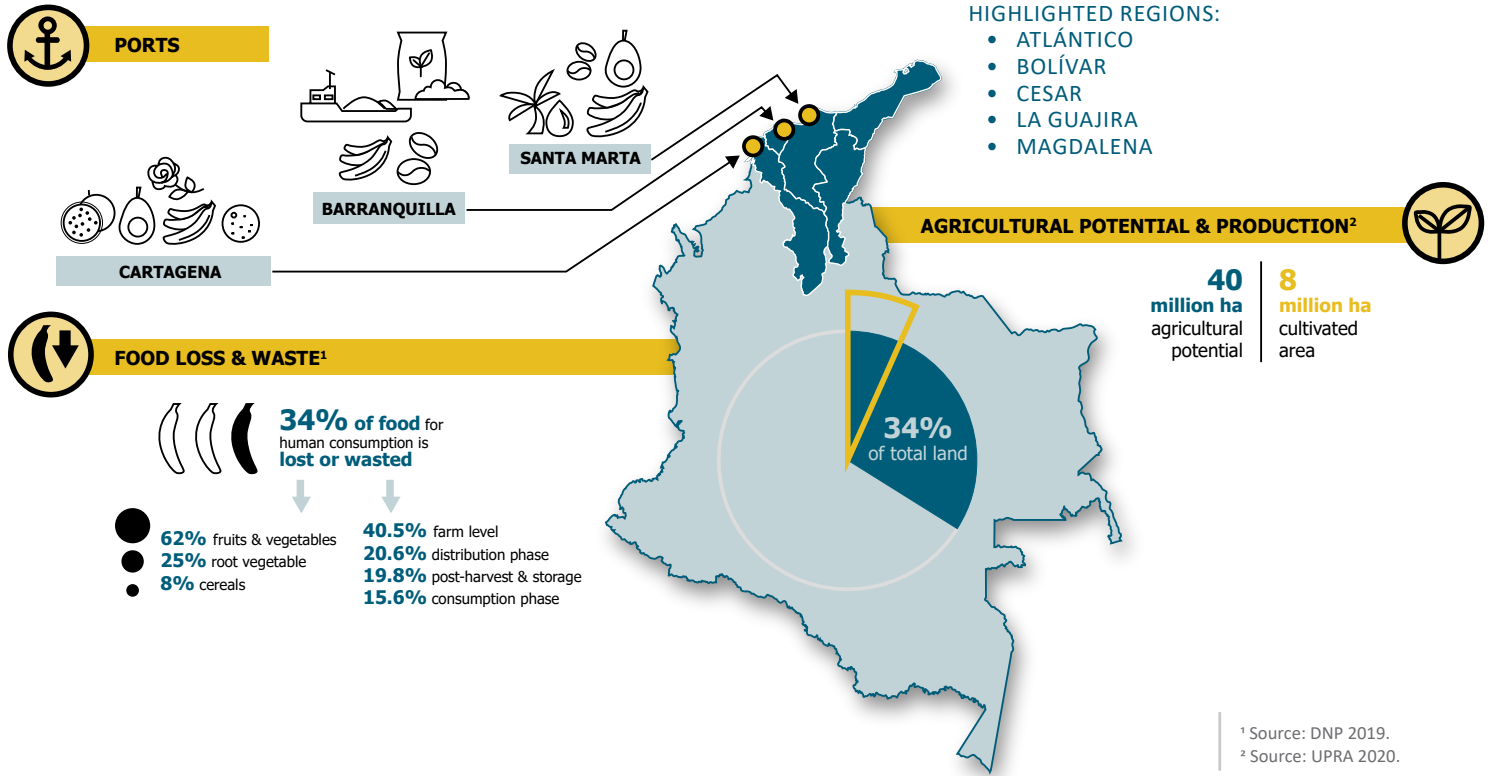 PORTS
SANTA MARTA
BARRANQUILLA
CARTAGENA
HIGHLIGHTED REGIONS:
• ATLÁNTICO
• BOLÍVAR
• CESAR
• LA GUAJIRA
• MAGDALENA
AGRICULTURAL POTENTIAL & PRODUCTION²
40
million ha
agricultural
potential
8
million ha
cultivated
area
34%
of total land
FOOD LOSS & WASTE¹
34% of food for
human consumption is
lost or wasted
62% fruits & vegetables
25% root vegetable
8% cereals
40.5% farm level
20.6% distribution phase
19.8% post-harvest & storage
15.6% consumption phase
¹ Source: DNP 2019.
² Source: UPRA 2020.